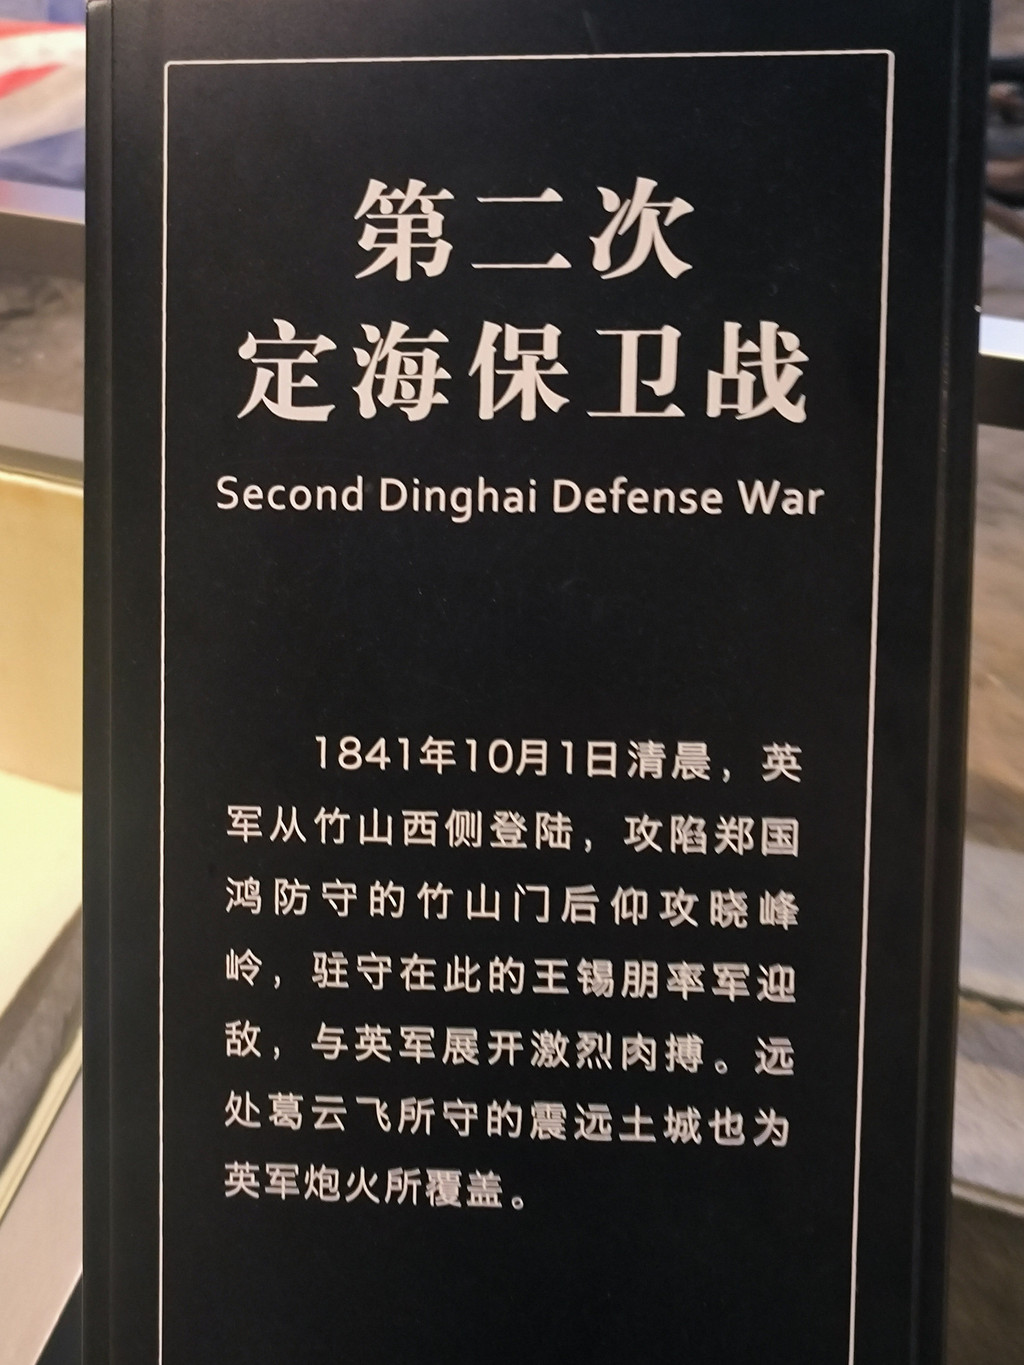 第二次
定海保卫战
Second Dinghai Defense War
1841年10月1日清晨，英
军从竹山西侧登陆，攻陷郑国
鸿防守的竹山门后仰攻晓峰
岭，驻守在此的王锡朋率军迎
敌，与英军展开激烈肉搏。远
处葛云飞所守的震远土城也为
英军炮火所覆盖。